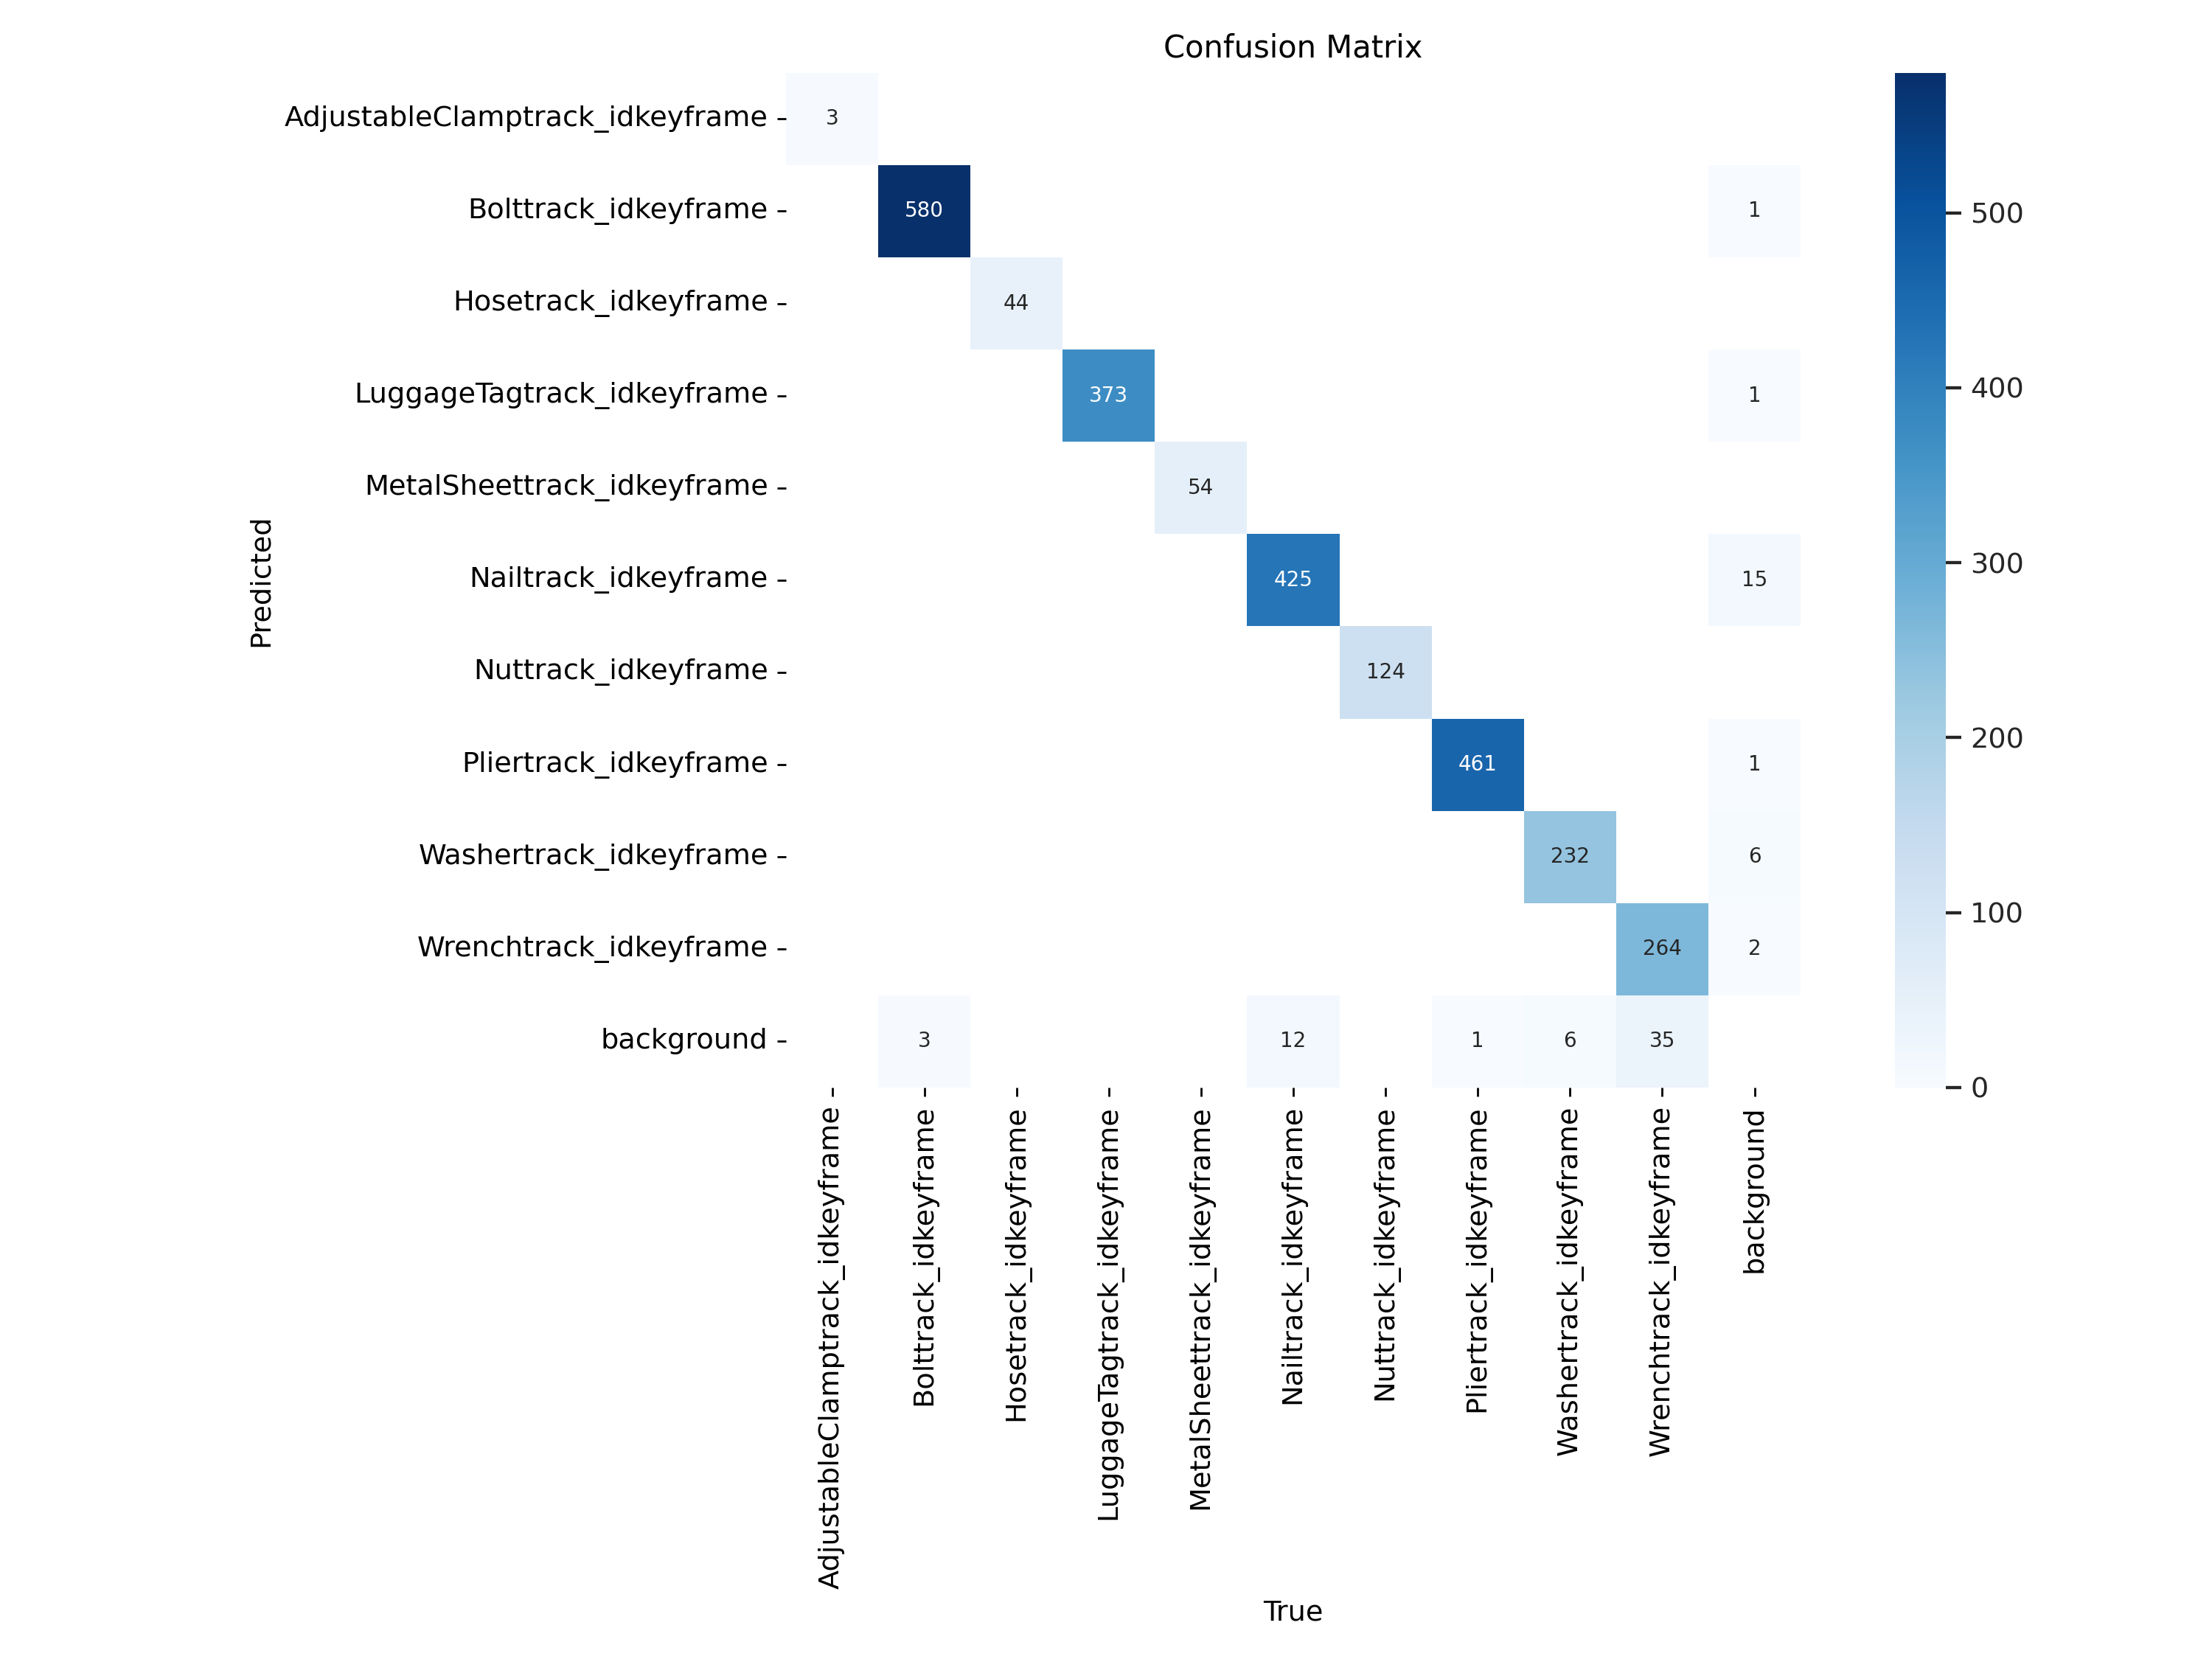 Confusion Matrix
AdjustableClamptrack_idkeyframe
3
Bolttrack_idkeyframe
580
1
500
Hosetrack_idkeyframe
44
LuggageTagtrack_idkeyframe
373
1
400
MetalSheettrack_idkeyframe
54
Predicted
Nailtrack_idkeyframe
425
15
300
Nuttrack_idkeyframe
124
200
Pliertrack_idkeyframe
461
1
Washertrack_idkeyframe
232
6
100
Wrenchtrack_idkeyframe
264
2
background
3
12
1
6
35
0
AdjustableClamptrack_idkeyframe
Bolttrack_idkeyframe
Hosetrack_idkeyframe
LuggageTagtrack_idkeyframe
MetalSheettrack_idkeyframe
Nailtrack_idkeyframe
Nuttrack_idkeyframe
Pliertrack_idkeyframe
Washertrack_idkeyframe
Wrenchtrack_idkeyframe
background
True